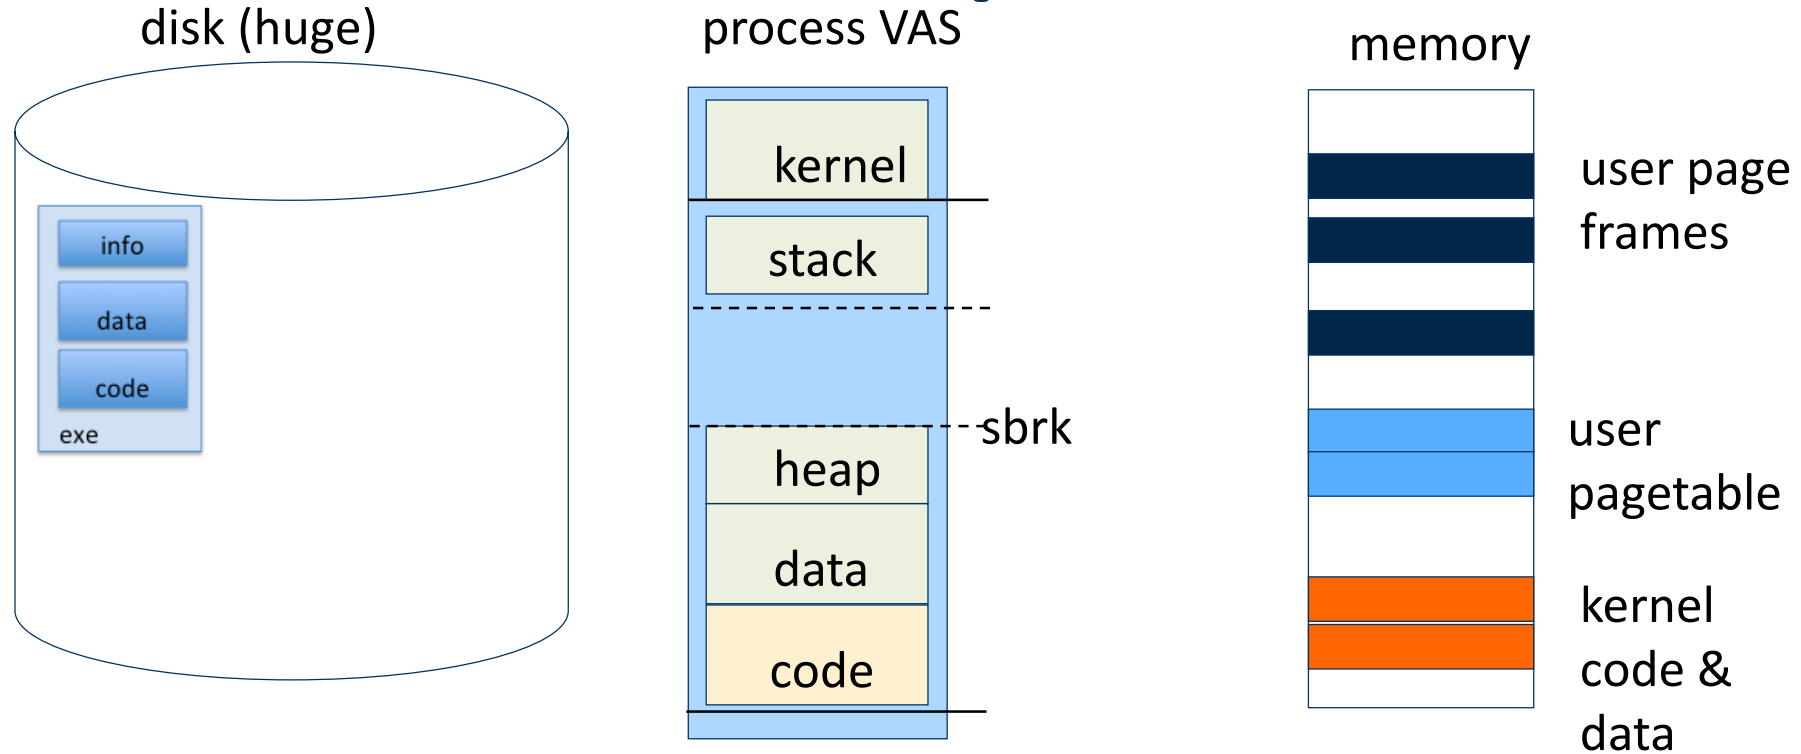 disk (huge)
process VAS
memory
info
data
code
exe
kernel
stack
sbrk
heap
data
code
user page
frames
user
pagetable
kernel
code &
data